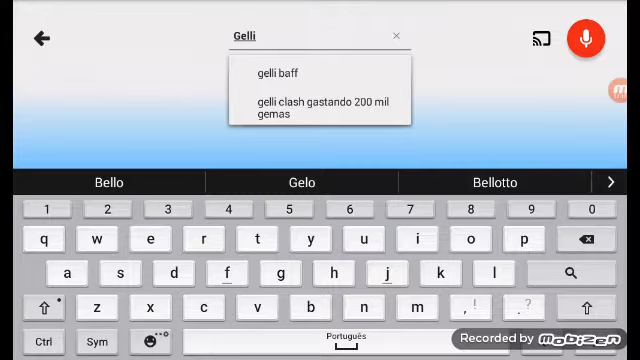 Gelli
gelli baff
gelli clash gastando 200 mil
gemas
Bello Gelo Bellotto
1 2 3 4 5 6 7 8 9 0
q w e r t y u i o p
a s d f g h j k l
z x c v b n m , ! . ?
Ctrl Sym Português
Recorded by mobizen